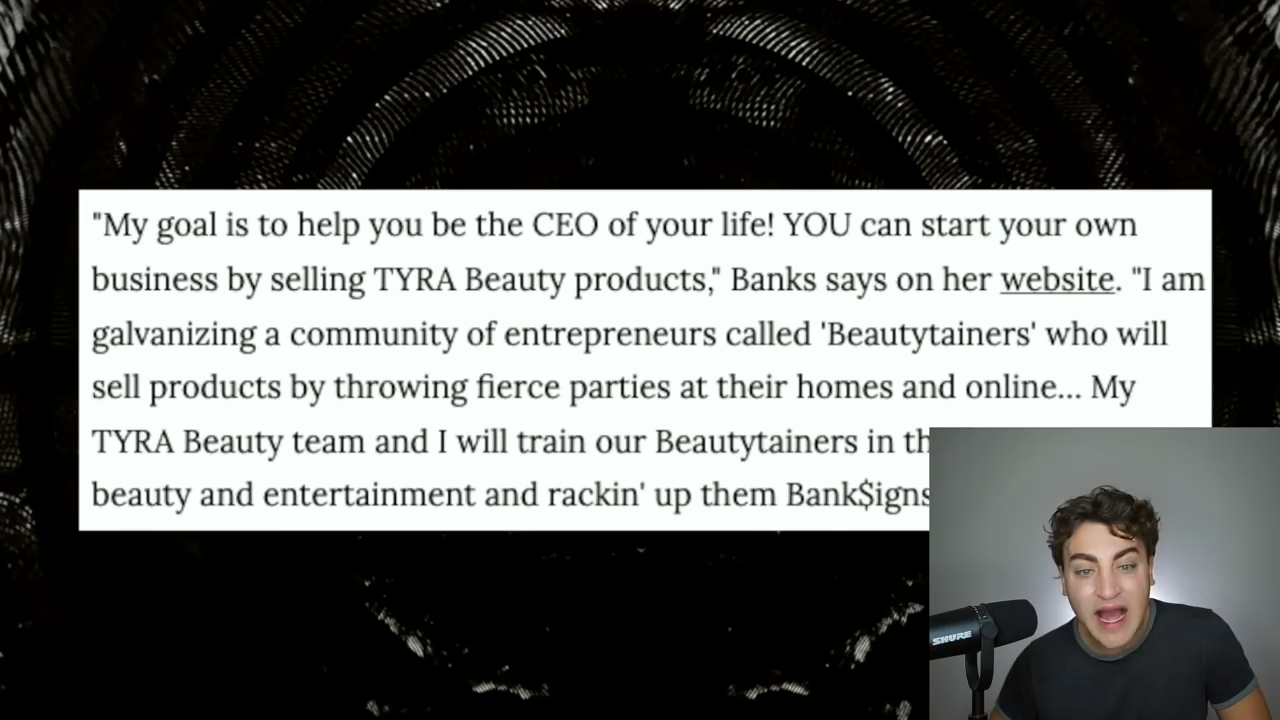 "My goal is to help you be the CEO of your life! YOU can start your own
business by selling TYRA Beauty products," Banks says on her website. "I am
galvanizing a community of entrepreneurs called 'Beautytainers' who will
sell products by throwing fierce parties at their homes and online... My
TYRA Beauty team and I will train our Beautytainers in
beauty and entertainment and rackin' up them Bank$igns
SHURE